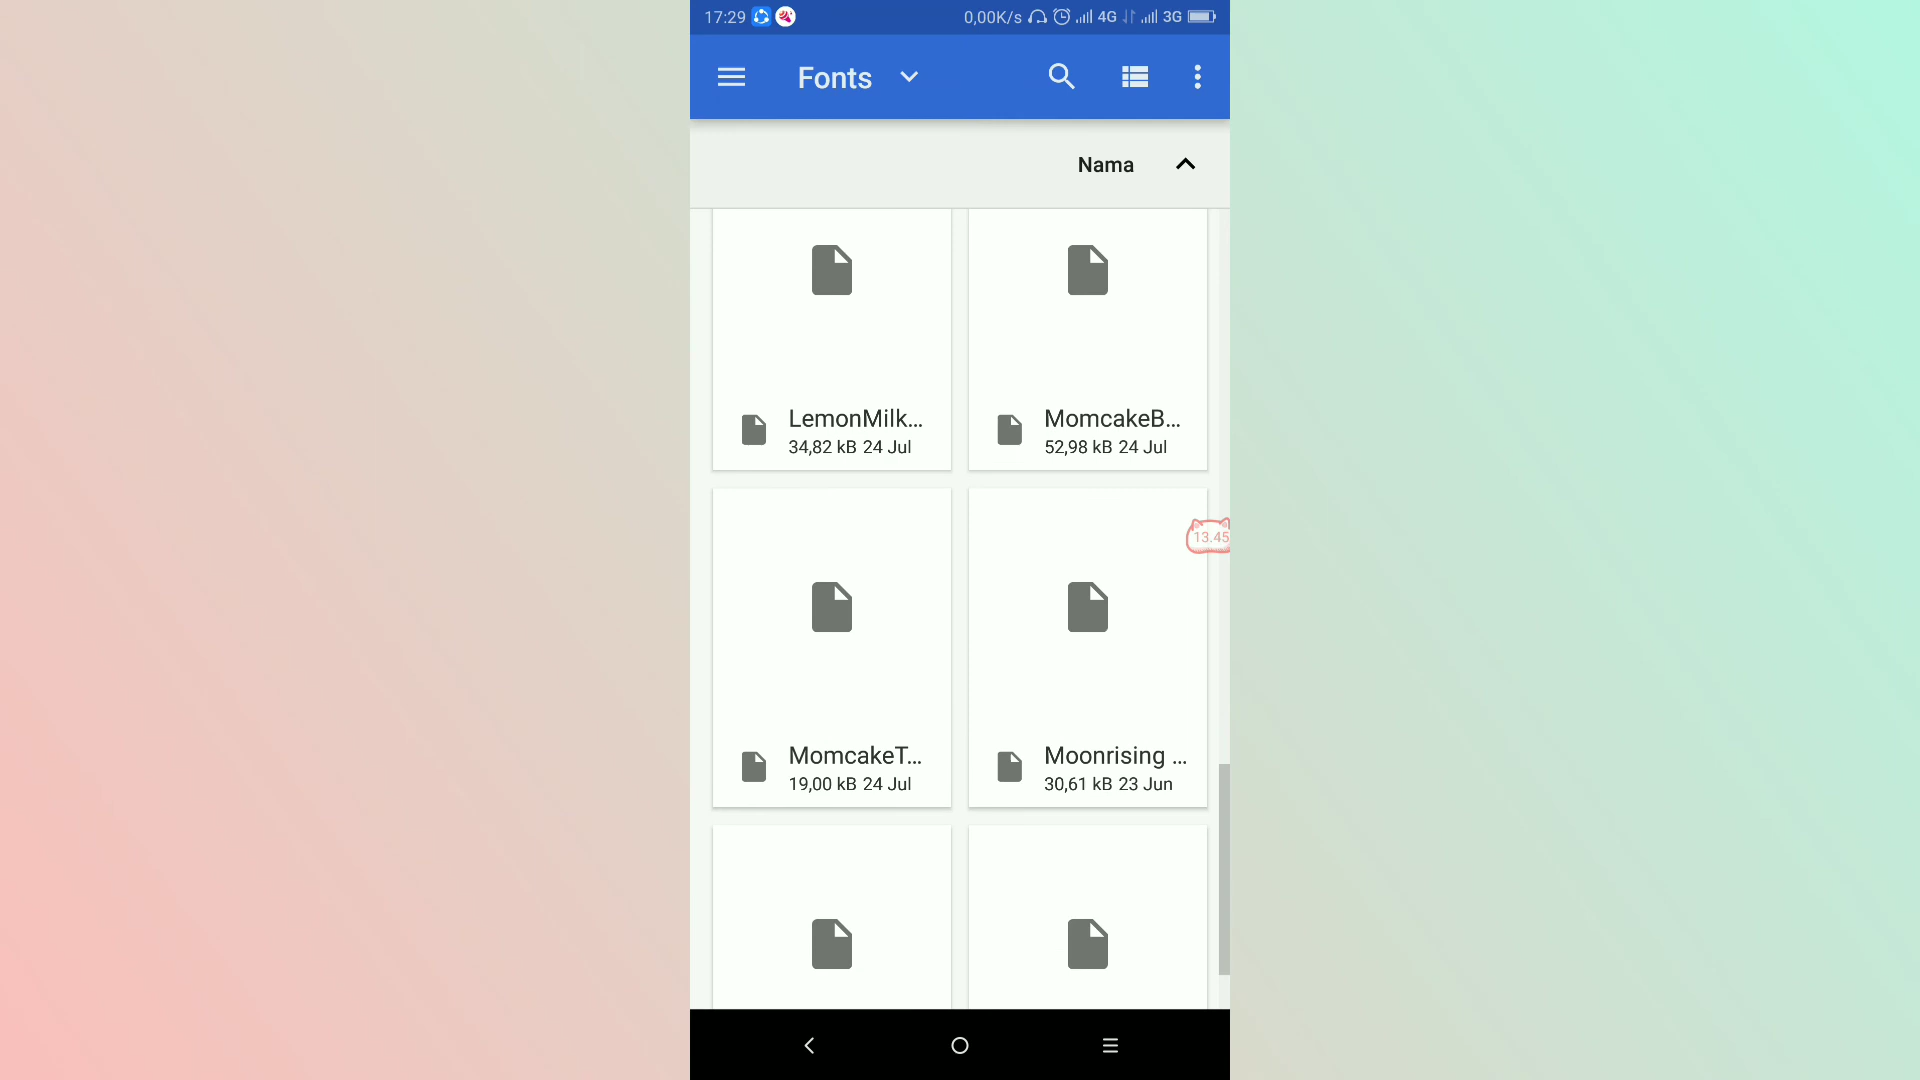 17:29 0,00K/s 4G 3G
Fonts
Nama
LemonMilk... MomcakeB...
34,82 kB 24 Jul 52,98 kB 24 Jul
13.45
MomcakeT... Moonrising ...
19,00 kB 24 Jul 30,61 kB 23 Jun